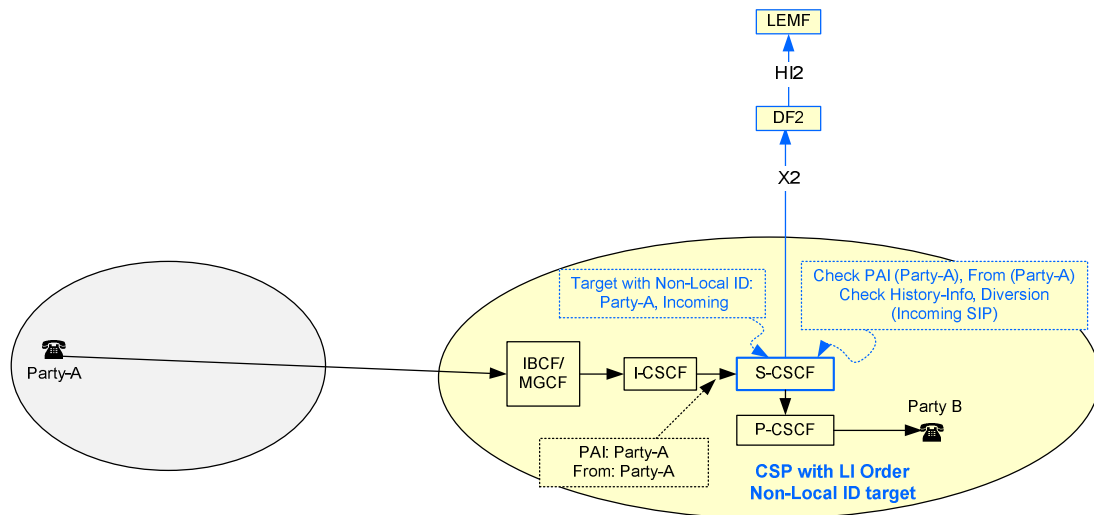 LEMF
HI2
DF2
X2
Target with Non-Local ID:
Party-A, Incoming
Check PAI (Party-A), From (Party-A)
Check History-Info, Diversion
(Incoming SIP)
Party-A
IBCF/
MGCF
I-CSCF
S-CSCF
P-CSCF
Party B
PAI: Party-A
From: Party-A
CSP with LI Order
Non-Local ID target